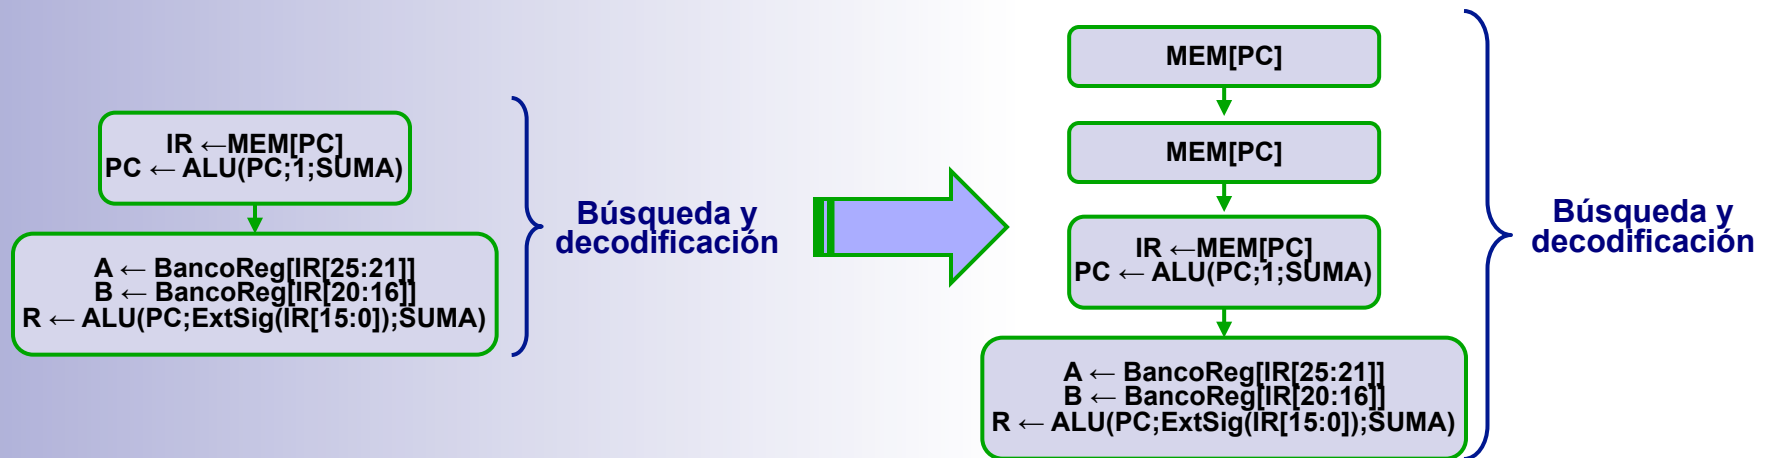 IR ←MEM[PC]
PC ← ALU(PC;1;SUMA)
A ← BancoReg[IR[25:21]]
B ← BancoReg[IR[20:16]]
R ← ALU(PC;ExtSig(IR[15:0]);SUMA)
Búsqueda y
decodificación
MEM[PC]
MEM[PC]
IR ←MEM[PC]
PC ← ALU(PC;1;SUMA)
A ← BancoReg[IR[25:21]]
B ← BancoReg[IR[20:16]]
R ← ALU(PC;ExtSig(IR[15:0]);SUMA)
Búsqueda y
decodificación